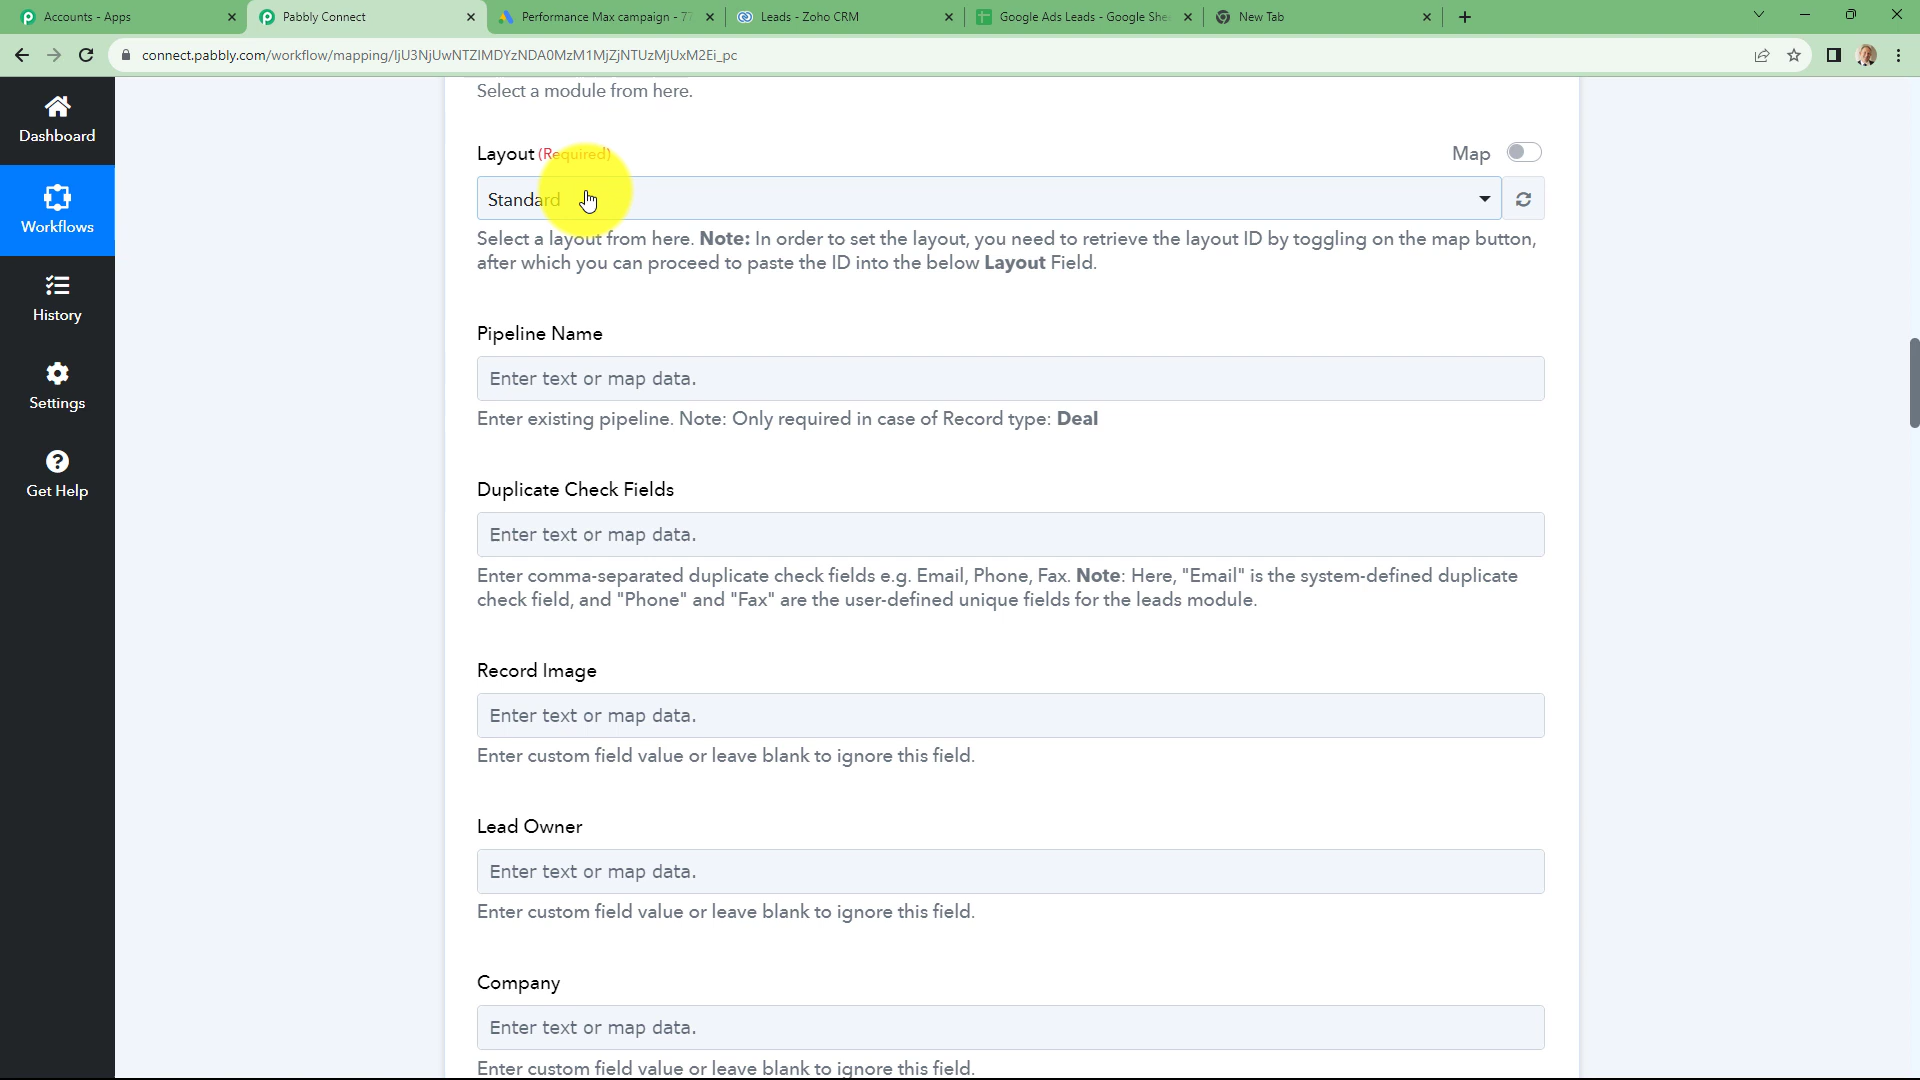 Accounts - Apps
Pabbly Connect
Performance Max campaign - 77
Leads - Zoho CRM
Google Ads Leads - Google She
New Tab
connect.pabbly.com/workflow/mapping/IjU3NjUwNTZlMDYzNDA0MzM1MjZjNTUzMjUxM2Ei_pc
Dashboard
Workflows
History
Settings
Get Help
Select a module from here.
Layout (Required)
Map
Standard
Select a layout from here. Note: In order to set the layout, you need to retrieve the layout ID by toggling on the map button,
after which you can proceed to paste the ID into the below Layout Field.
Pipeline Name
Enter text or map data.
Enter existing pipeline. Note: Only required in case of Record type: Deal
Duplicate Check Fields
Enter text or map data.
Enter comma-separated duplicate check fields e.g. Email, Phone, Fax. Note: Here, "Email" is the system-defined duplicate
check field, and "Phone" and "Fax" are the user-defined unique fields for the leads module.
Record Image
Enter text or map data.
Enter custom field value or leave blank to ignore this field.
Lead Owner
Enter text or map data.
Enter custom field value or leave blank to ignore this field.
Company
Enter text or map data.
Enter custom field value or leave blank to ignore this field.